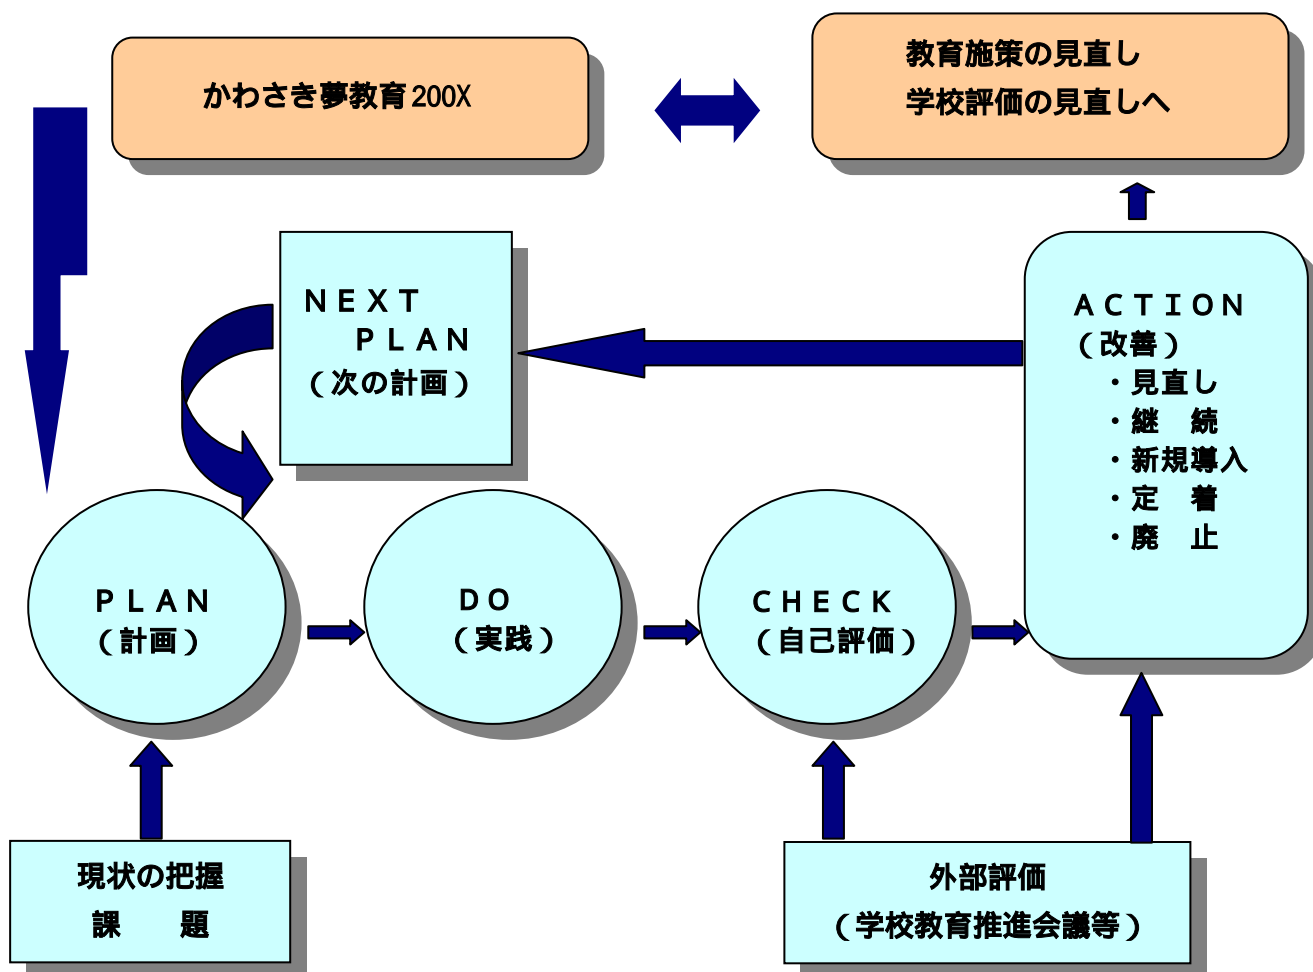 かわさき夢教育200X
教育施策の見直し
学校評価の見直しへ
ＮＥＸＴ
ＰＬＡＮ
（次の計画）
ＡＣＴＩＯＮ
（改善）
・見直し
・継　続
・新規導入
・定　着
・廃　止
ＰＬＡＮ
（計画）
ＤＯ
（実践）
ＣＨＥＣＫ
（自己評価）
現状の把握
課　　題
外部評価
（学校教育推進会議等）